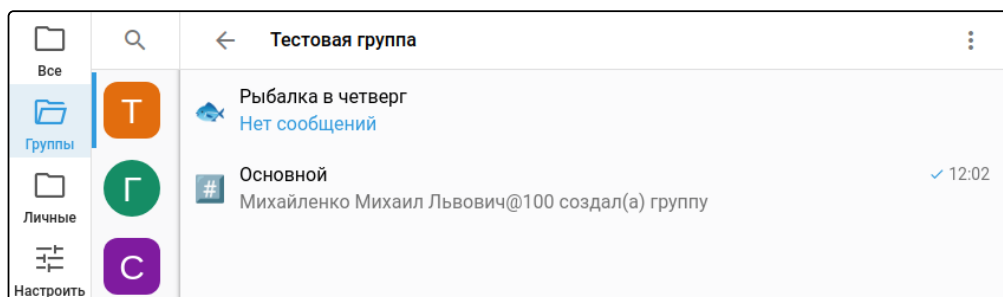 Все
Группы
Личные
Настроить
Т
Г
С
Тестовая группа
Рыбалка в четверг
Нет сообщений
#
Основной
12:02
Михайленко Михаил Львович@100 создал(а) группу